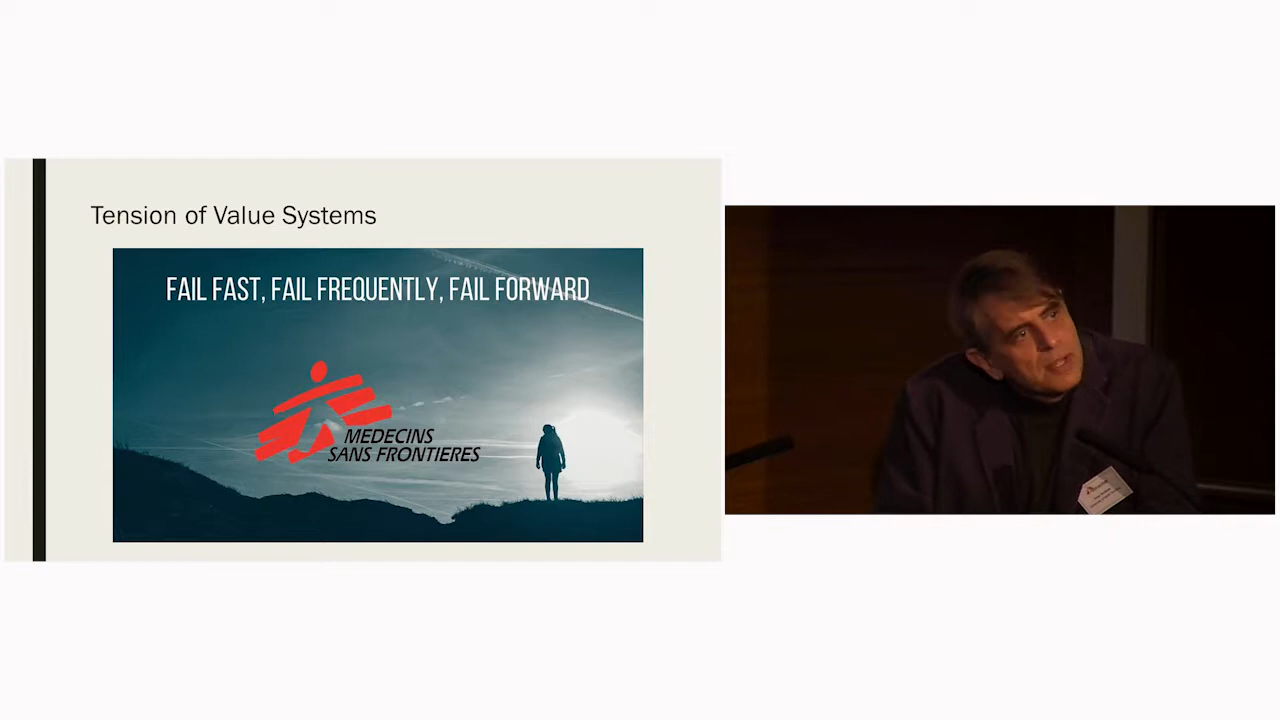 Tension of Value Systems
FAIL FAST, FAIL FREQUENTLY, FAIL FORWARD
MEDECINS
SANS FRONTIERES